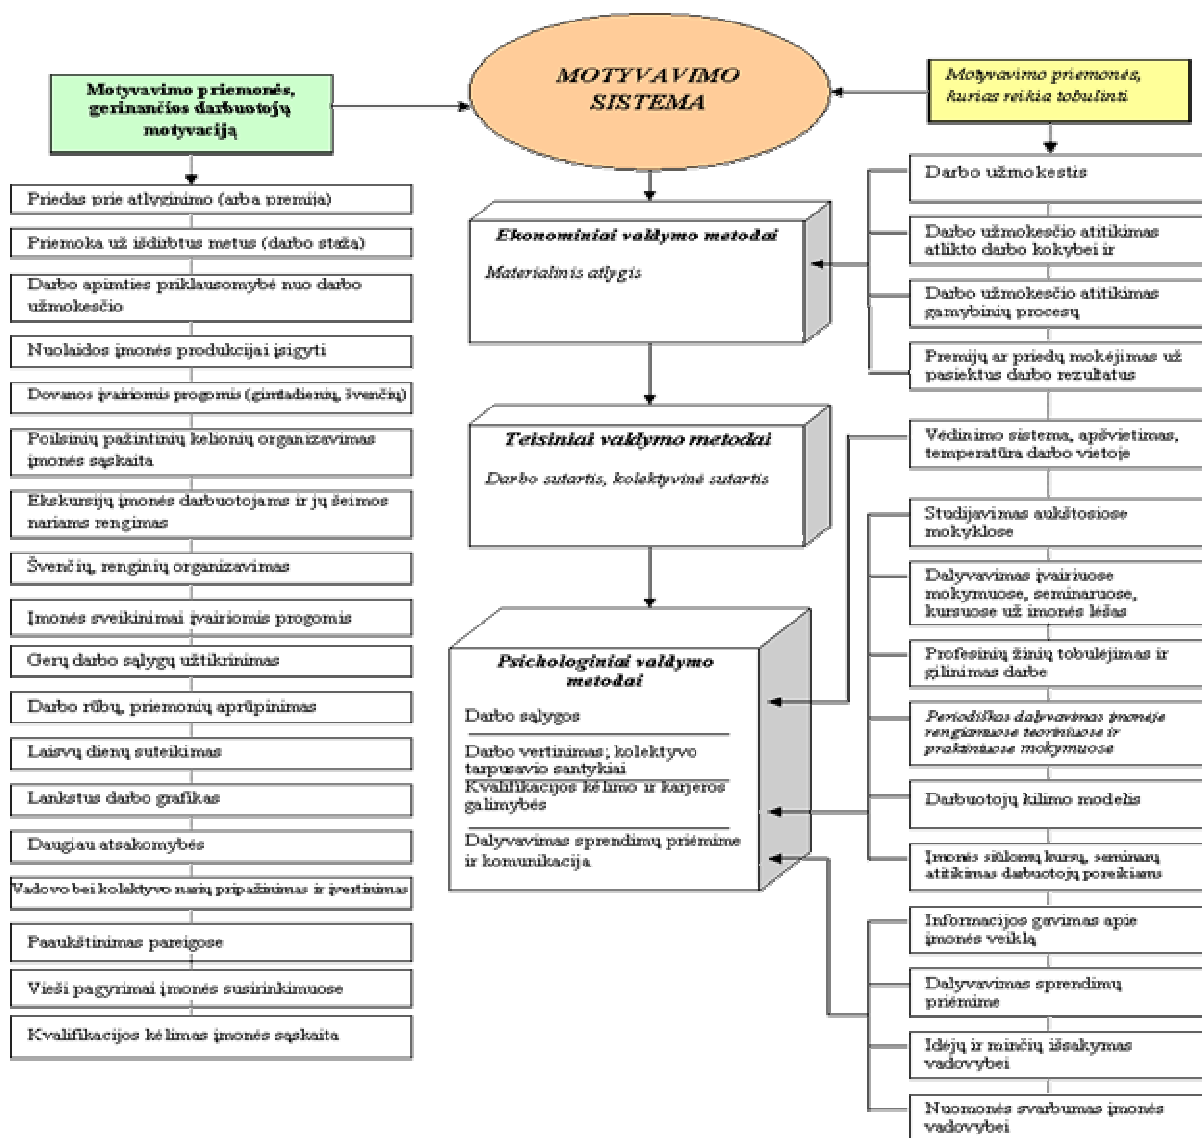 MOTYVAVIMO
SISTEMA
Motyvavimo priemonės,
gerinančios darbuotojų
motyvaciją
Priedas prie atlyginimo (arba premija)
Priemoka už išdirbtus metus (darbo stažą)
Darbo apimties priklausomybė nuo darbo
užmokesčio
Nuolaidos įmonės produkcijai įsigyti
Dovanos įvairiomis progomis (gimtadienių, švenčių)
Poilsinių pažintinių kelionių organizavimas
įmonės sąskaita
Ekskursijų įmonės darbuotojams ir jų šeimos
nariams rengimas
Švenčių, renginių organizavimas
Įmonės sveikinimai įvairiomis progomis
Gerų darbo sąlygų užtikrinimas
Darbo rūbų, priemonių aprūpinimas
Laisvų dienų suteikimas
Lankstus darbo grafikas
Daugiau atsakomybės
Vadovo bei kolektyvo narių pripažinimas ir įvertinimas
Paaukštinimas pareigose
Vieši pagyrimai įmonės susirinkimuose
Kvalifikacijos kėlimas įmonės sąskaita
Ekonominiai valdymo metodai
Materialinis atlygis
Teisiniai valdymo metodai
Darbo sutartis, kolektyvinė sutartis
Psichologiniai valdymo
metodai
Darbo sąlygos
Darbo vertinimas; kolektyvo
tarpusavio santykiai
Kvalifikacijos kėlimo ir karjeros
galimybės
Dalyvavimas sprendimų priėmime
ir komunikacija
Motyvavimo priemonės,
kurias reikia tobulinti
Darbo užmokestis
Darbo užmokesčio atitikimas
atlikto darbo kokybei ir
Darbo užmokesčio atitikimas
gamybinių procesų
Premijų ar priedų mokėjimas už
pasiektus darbo rezultatus
Vėdinimo sistema, apšvietimas,
temperatūra darbo vietoje
Studijavimas aukštosiose
mokyklose
Dalyvavimas įvairiuose
mokymuose, seminaruose,
kursuose už imonės lėšas
Profesinių žinių tobulėjimas ir
gilinimas darbe
Periodiškas dalyvavimas įmonėje
rengiamuose teoriniuose ir
praktiniuose mokymuose
Darbuotojų kilimo modelis
Įmonės siūlomų kursų, seminarų
atitikimas darbuotojų poreikiams
Informacijos gavimas apie
įmonės veiklą
Dalyvavimas sprendimų
priėmime
Idėjų ir minčių išsakymas
vadovybei
Nuomonės svarbumas įmonės
vadovybei